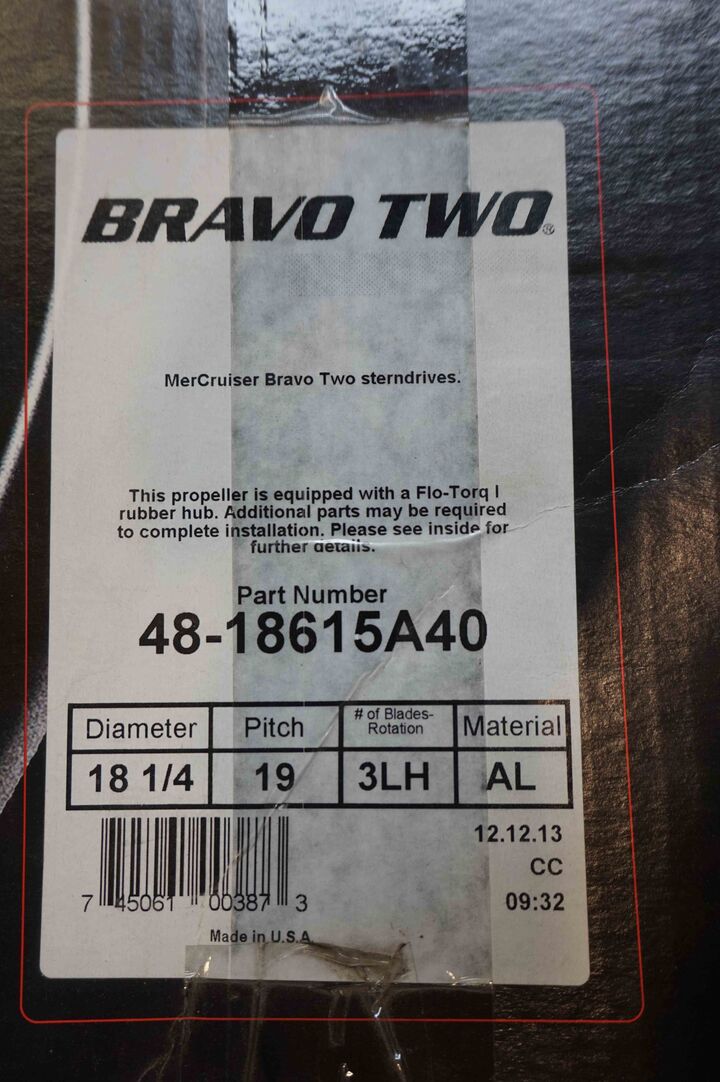 BRAVO TWO®
MerCruiser Bravo Two sterndrives.
This propeller is equipped with a Flo-Torq I
rubber hub. Additional parts may be required
to complete installation. Please see inside for
further details.
Part Number
48-18615A40
Diameter Pitch # of Blades-Rotation Material
18 1/4 19 3LH AL
12.12.13
CC
09:32
7 45061 00387 3
Made in U.S.A.